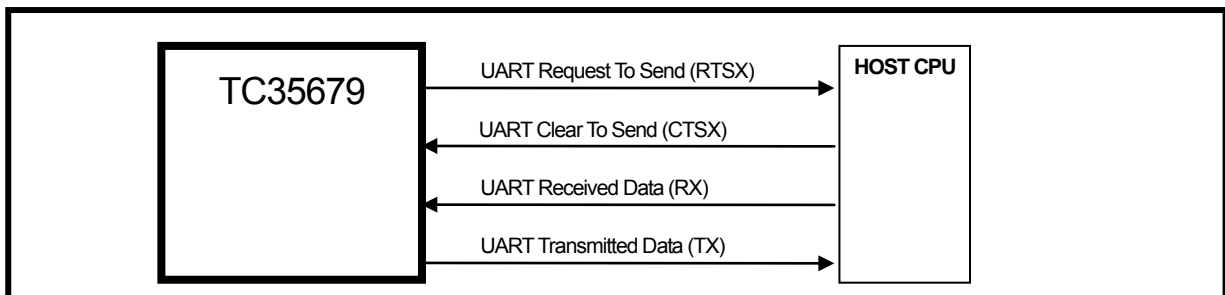 TC35679
UART Request To Send (RTSX)
HOST CPU
UART Clear To Send (CTSX)
UART Received Data (RX)
UART Transmitted Data (TX)